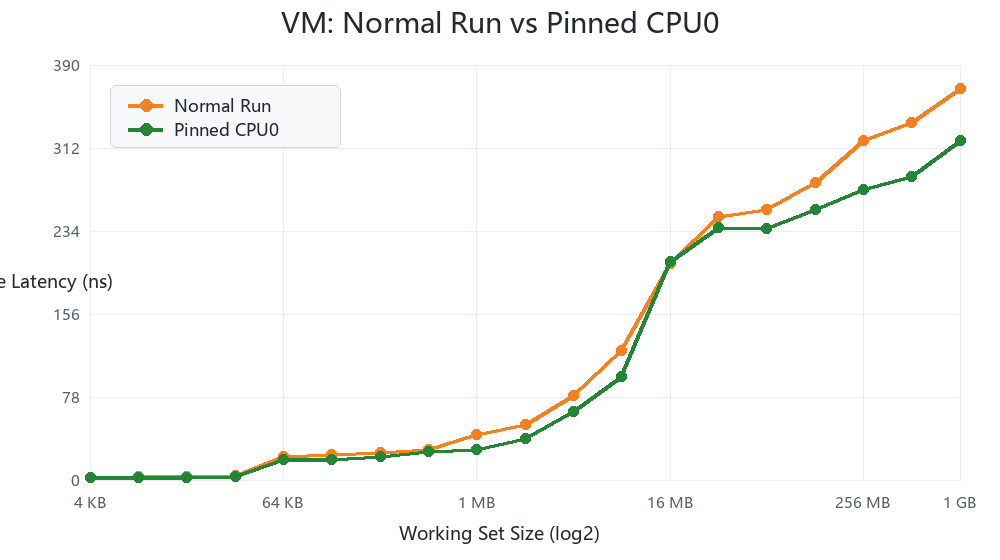 VM: Normal Run vs Pinned CPU0
390
Normal Run
Pinned CPU0
312
234
e Latency (ns)
156
78
0
4 KB 64 KB 1 MB 16 MB 256 MB 1 GB
Working Set Size (log2)